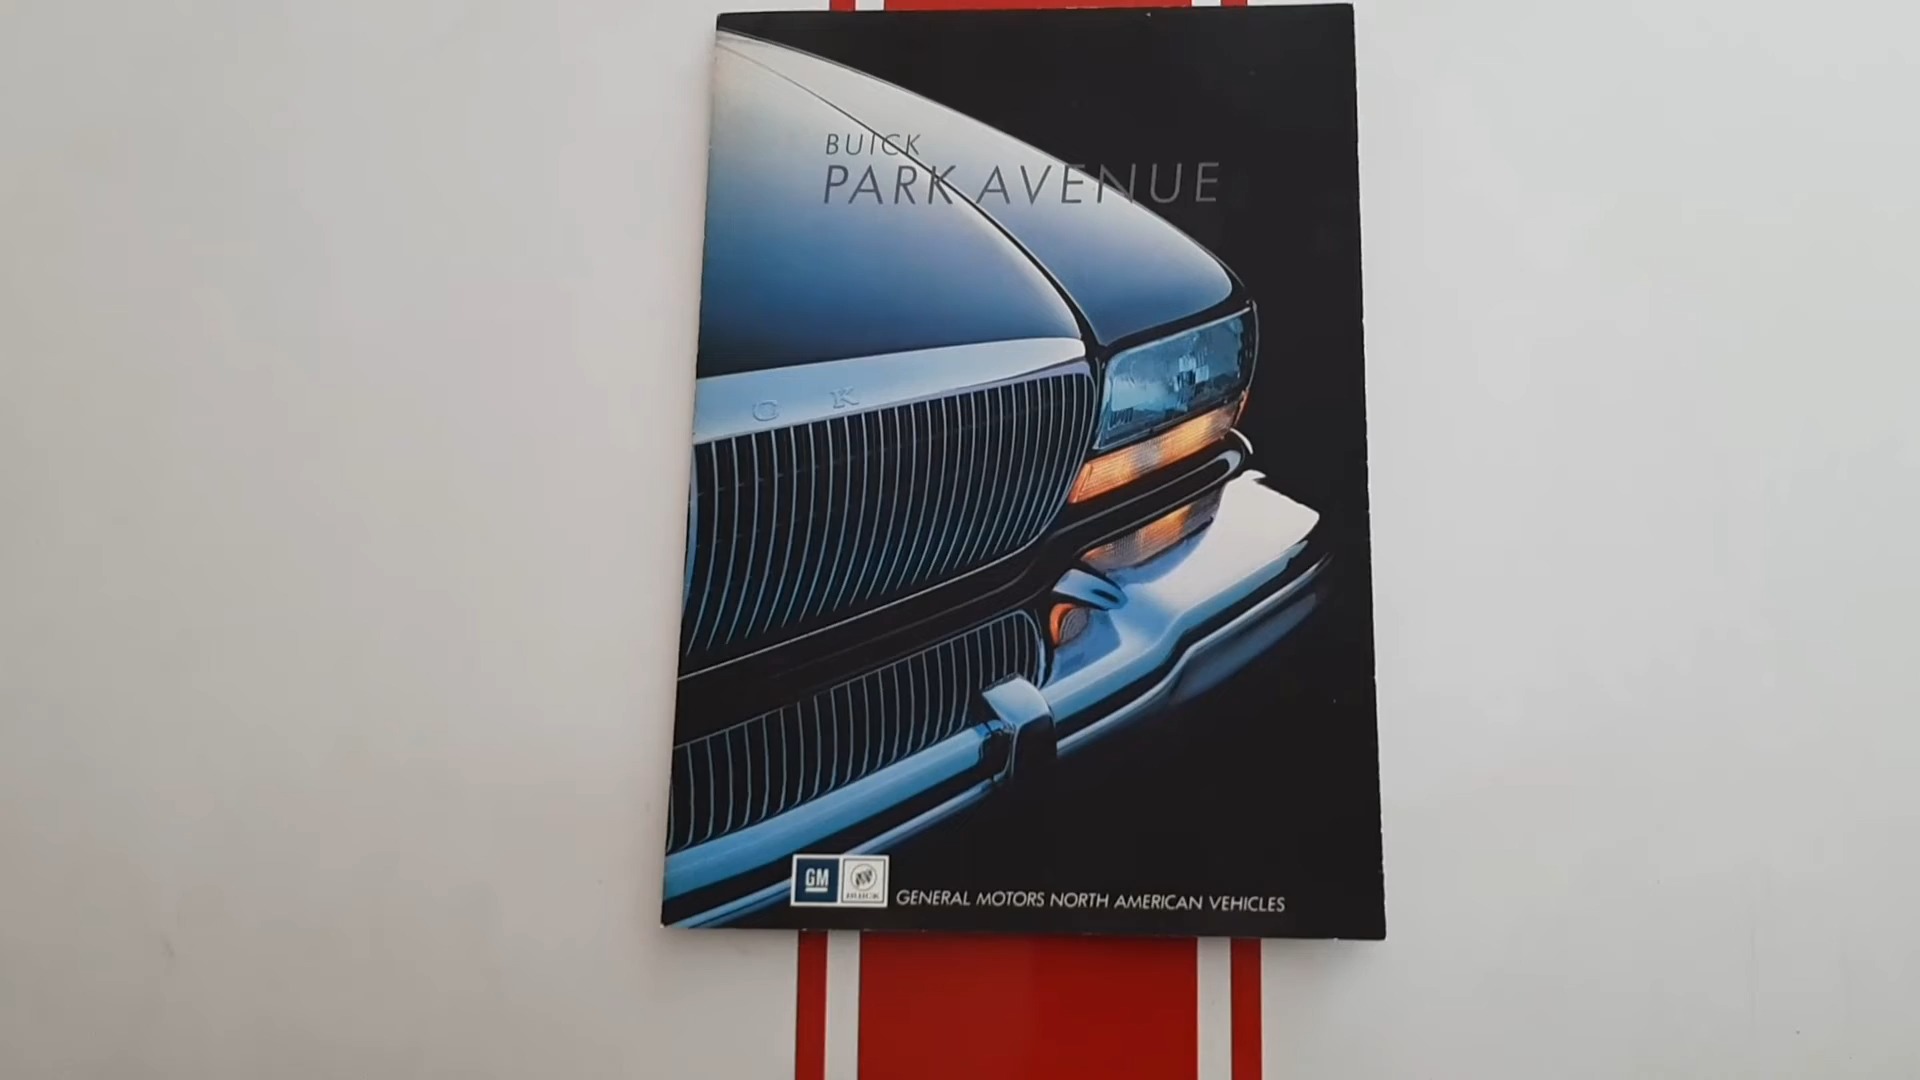 BUICK
PARK AVENUE
C K
GM
BUICK
GENERAL MOTORS NORTH AMERICAN VEHICLES